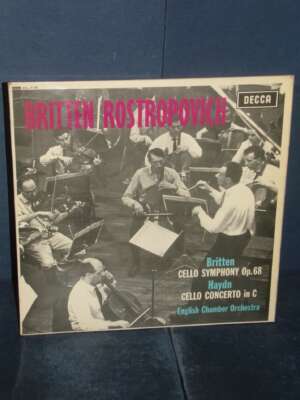 DECCA
BRITTEN ROSTROPOVICH
Britten
CELLO SYMPHONY Op.68
Haydn
CELLO CONCERTO in C
English Chamber Orchestra